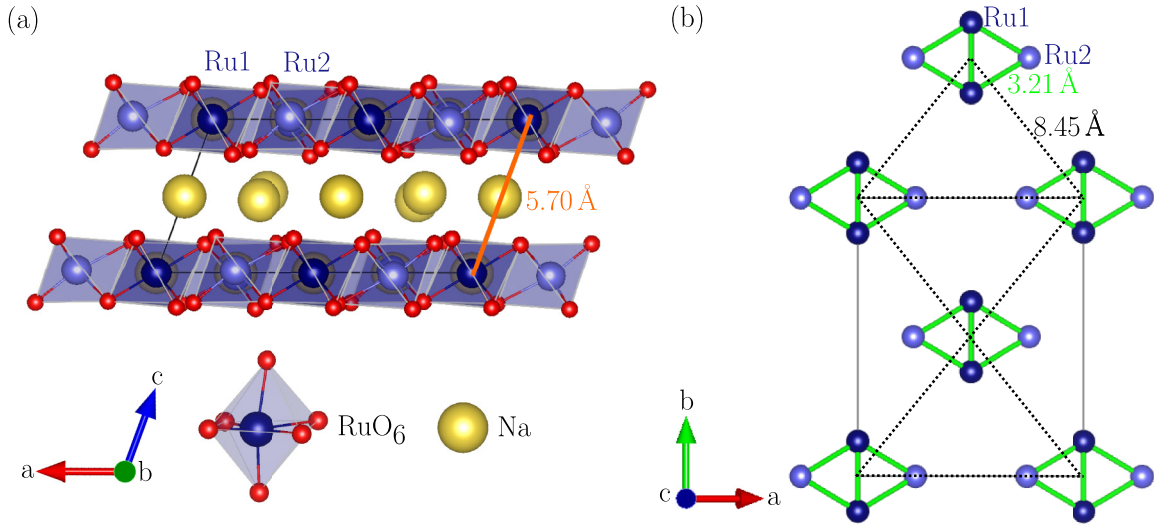 (a)
Ru1 Ru2
5.70 Å
c
a
b
RuO6
Na
(b)
Ru1
Ru2
3.21 Å
8.45 Å
b
c
a